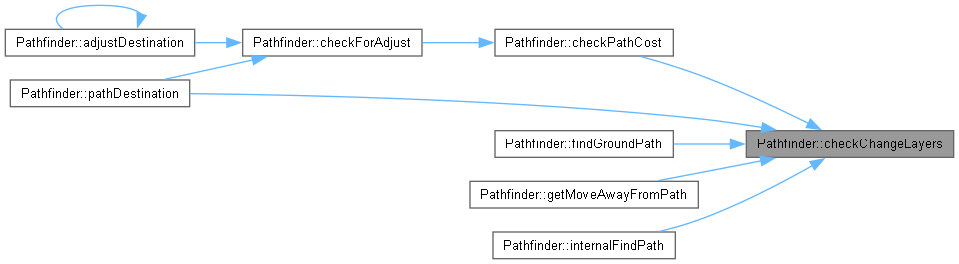 Pathfinder::adjustDestination
Pathfinder::checkForAdjust
Pathfinder::checkPathCost
Pathfinder::pathDestination
Pathfinder::findGroundPath
Pathfinder::checkChangeLayers
Pathfinder::getMoveAwayFromPath
Pathfinder::internalFindPath